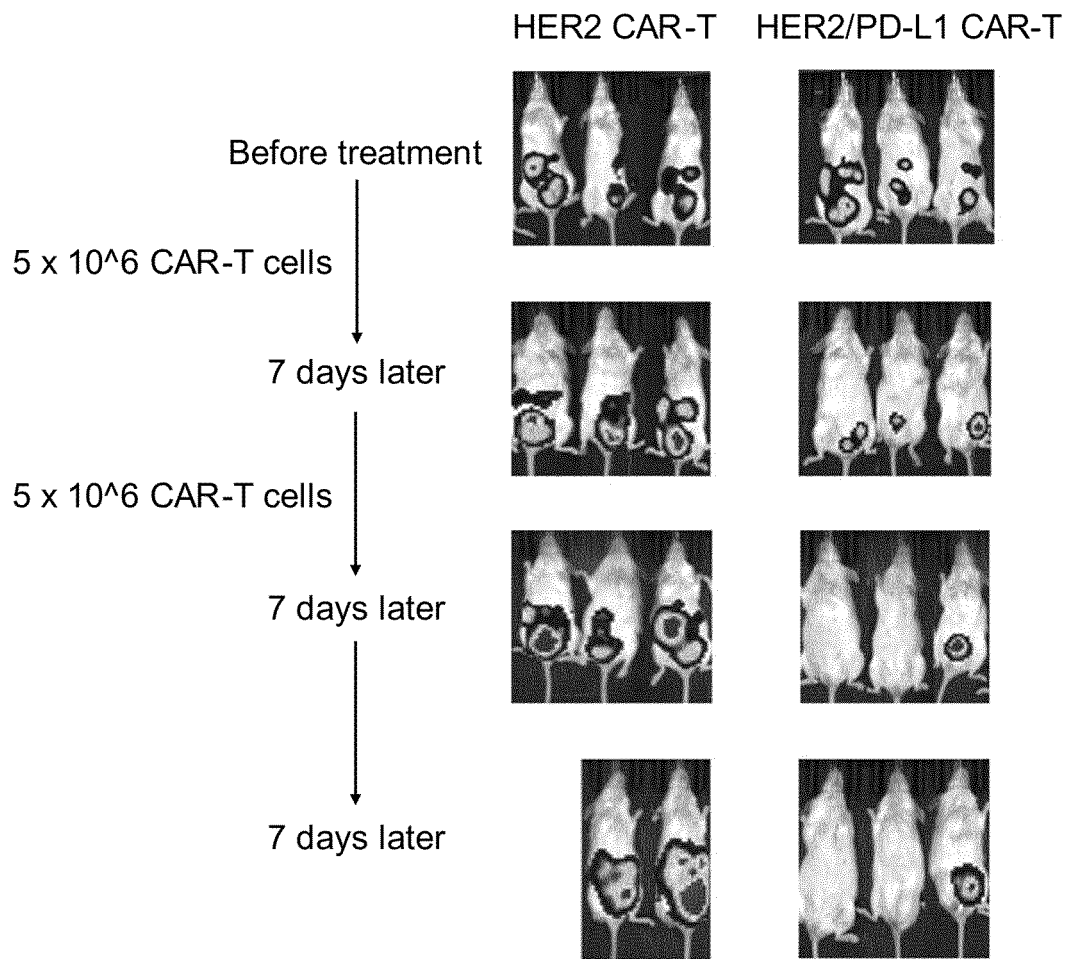 HER2 CAR-T
HER2/PD-L1 CAR-T
Before treatment
5 x 10^6 CAR-T cells
7 days later
5 x 10^6 CAR-T cells
7 days later
7 days later